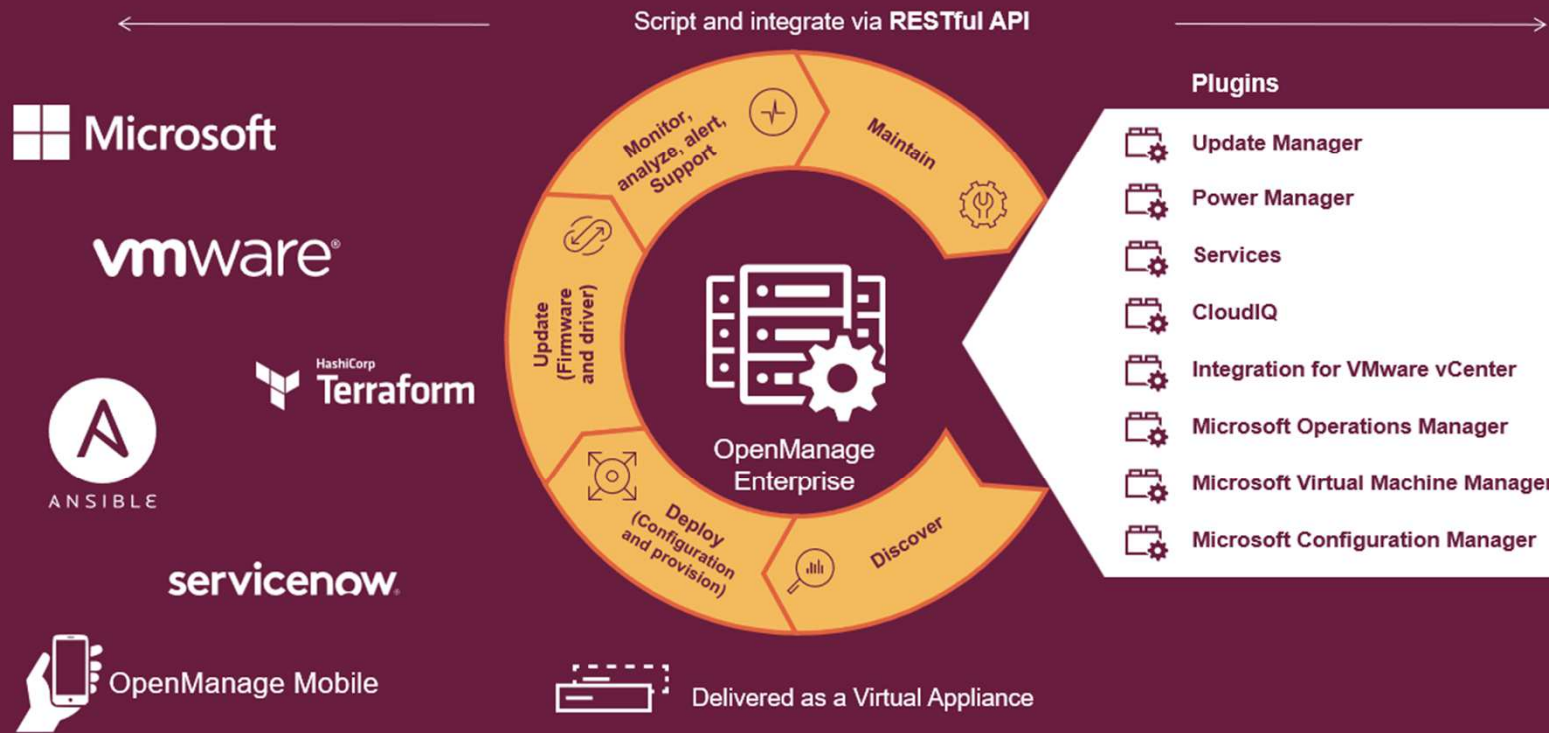 Script and integrate via RESTful API
Microsoft
vmware®
HashiCorp
Terraform
ANSIBLE
servicenow.
OpenManage Mobile
Monitor,
analyze, alert,
Support
Maintain
Update
(Firmware
and driver)
Deploy
(Configuration
and provision)
Discover
OpenManage
Enterprise
Delivered as a Virtual Appliance
Plugins
Update Manager
Power Manager
Services
CloudIQ
Integration for VMware vCenter
Microsoft Operations Manager
Microsoft Virtual Machine Manager
Microsoft Configuration Manager